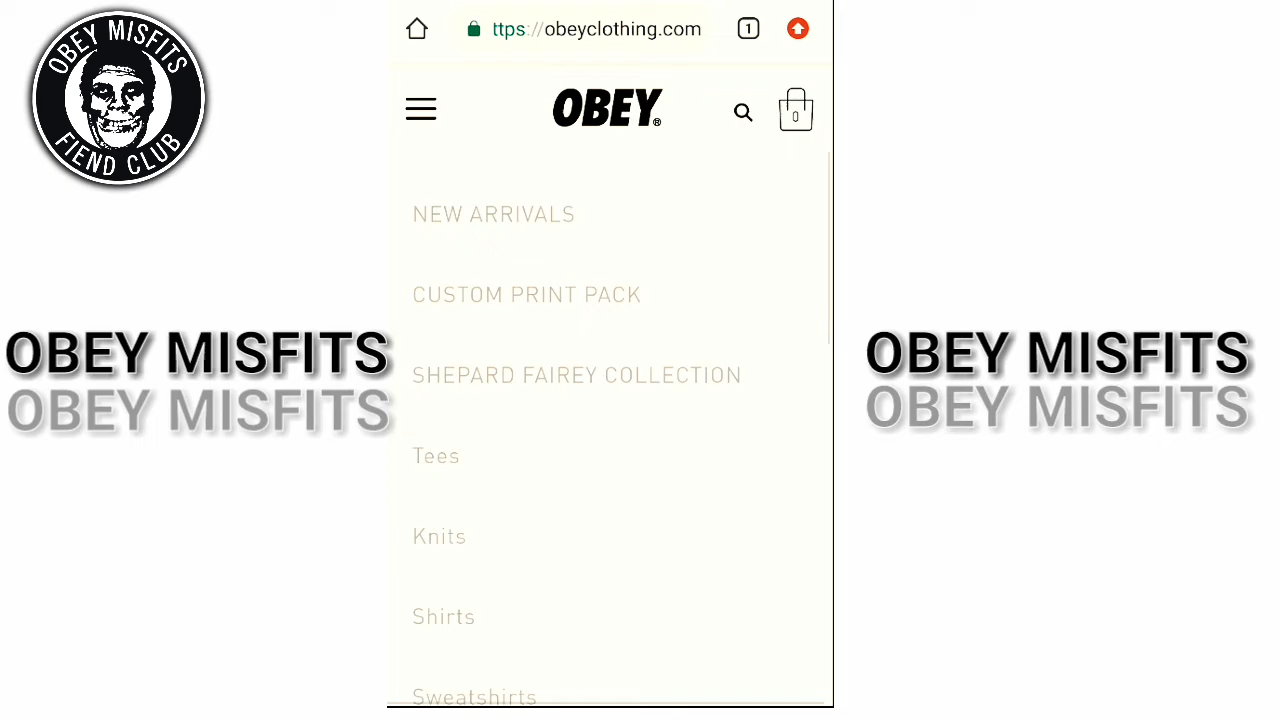 OBEY MISFITS
FIEND CLUB
ttps://obeyclothing.com
1
OBEY®
0
NEW ARRIVALS
CUSTOM PRINT PACK
SHEPARD FAIREY COLLECTION
Tees
Knits
Shirts
Sweatshirts
OBEY MISFITS
OBEY MISFITS
OBEY MISFITS
OBEY MISFITS